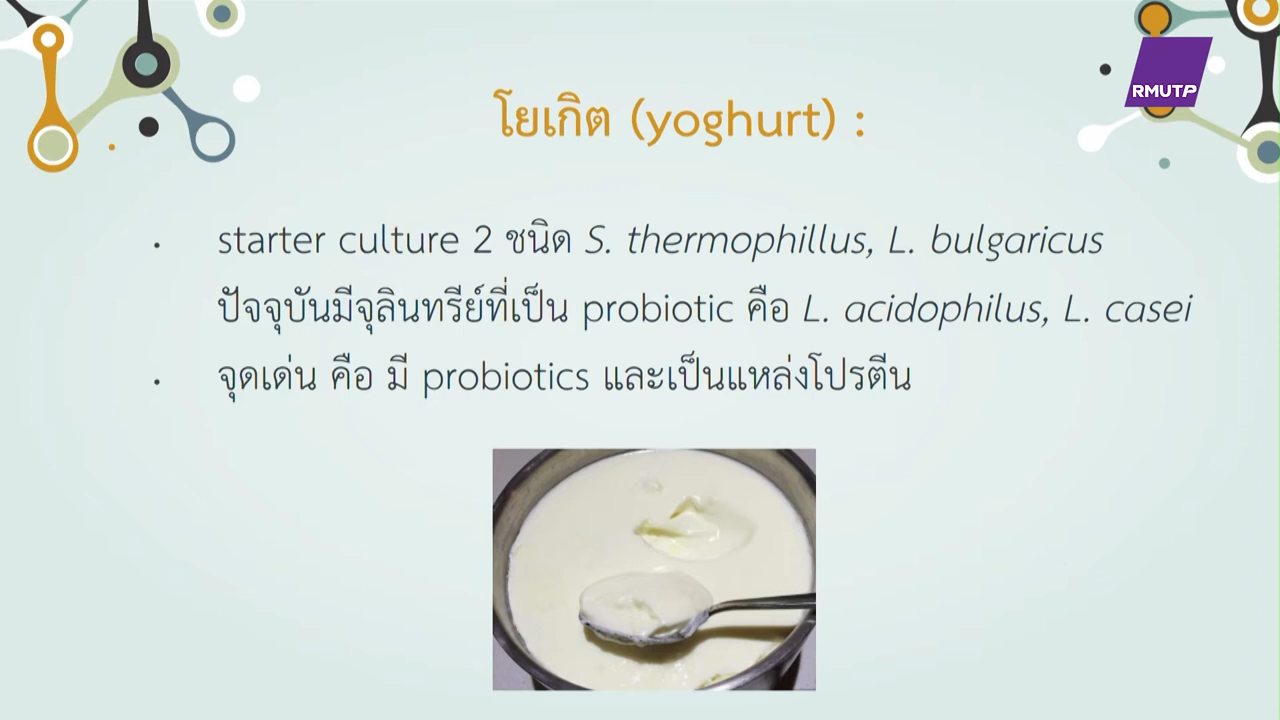 RMUTP
โยเกิต (yoghurt) :
• starter culture 2 ชนิด S. thermophillus, L. bulgaricus
ปัจจุบันมีจุลินทรีย์ที่เป็น probiotic คือ L. acidophilus, L. casei
• จุดเด่น คือ มี probiotics และเป็นแหล่งโปรตีน